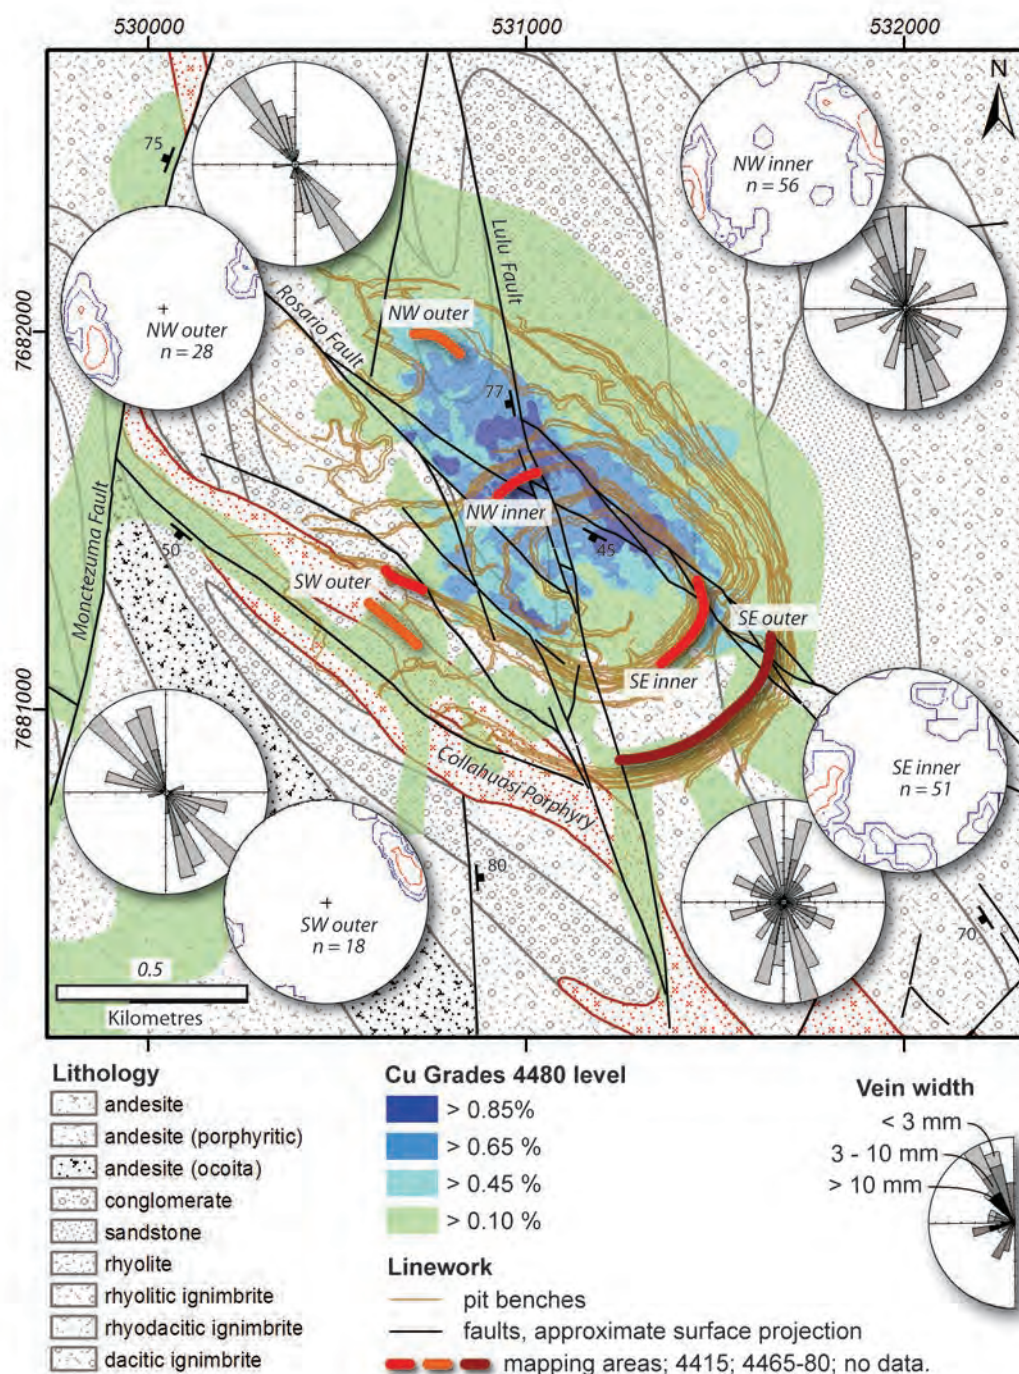 530000
531000
532000
N
75
NW inner
n = 56
Lulu Fault
NW outer
n = 28
Rosario Fault
NW outer
7682000
77
NW inner
Monctezuma Fault
50
45
SW outer
SE outer
SE inner
7681000
SE inner
n = 51
Collahuasi Porphyry
80
SW outer
n = 18
70
0.5
Kilometres
Lithology
andesite
andesite (porphyritic)
andesite (ocoita)
conglomerate
sandstone
rhyolite
rhyolitic ignimbrite
rhyodacitic ignimbrite
dacitic ignimbrite
Cu Grades 4480 level
> 0.85%
> 0.65 %
> 0.45 %
> 0.10 %
Linework
pit benches
faults, approximate surface projection
mapping areas; 4415; 4465-80; no data.
Vein width
< 3 mm
3 - 10 mm
> 10 mm